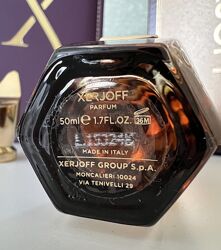 XERJOFF
PARFUM
50ml℮1.7FL.OZ. 36M
MADE IN ITALY
XERJOFF GROUP S.p.A.
MONCALIERI 10024
VIA TENIVELLI 29